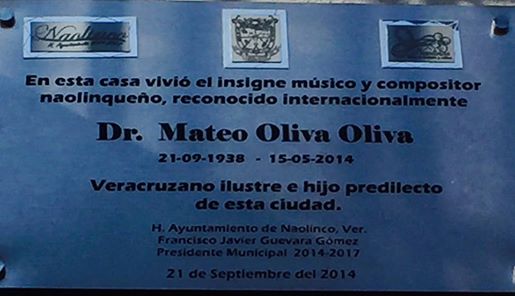 Naolinco
H. Ayuntamiento
En esta casa vivió el insigne músico y compositor
naolinqueño, reconocido internacionalmente
Dr. Mateo Oliva Oliva
21-09-1938 - 15-05-2014
Veracruzano ilustre e hijo predilecto
de esta ciudad.
H. Ayuntamiento de Naolinco, Ver.
Francisco Javier Guevara Gómez
Presidente Municipal 2014-2017
21 de Septiembre del 2014